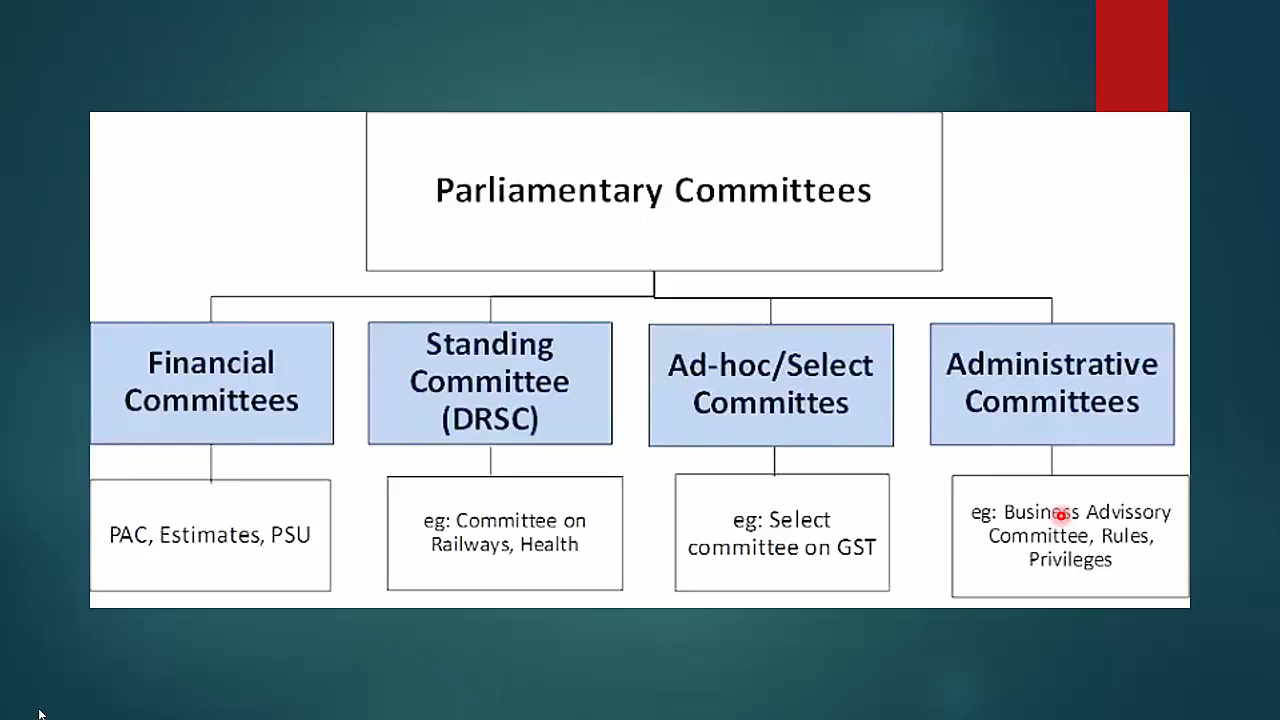 Parliamentary Committees
Financial
Committees
Standing
Committee
(DRSC)
Ad-hoc/Select
Committes
Administrative
Committees
PAC, Estimates, PSU
eg: Committee on
Railways, Health
eg: Select
committee on GST
eg: Business Advissory
Committee, Rules,
Privileges